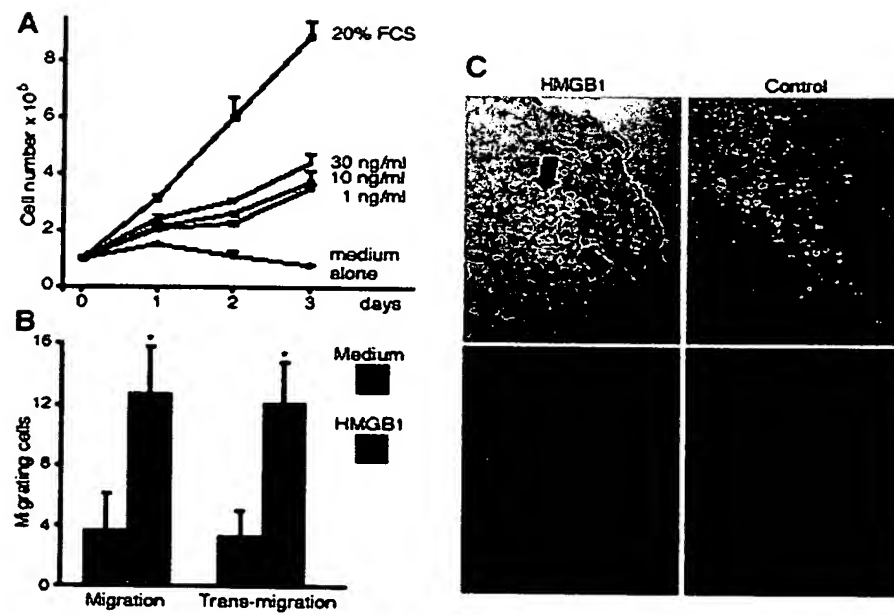 A
20% FCS
8
6
4
2
0
Cell number x 10⁵
30 ng/ml
10 ng/ml
1 ng/ml
medium
alone
0 1 2 3 days
B
16
12
8
4
0
Migrating cells
* *
Medium
HMGB1
Migration Trans-migration
C
HMGB1 Control